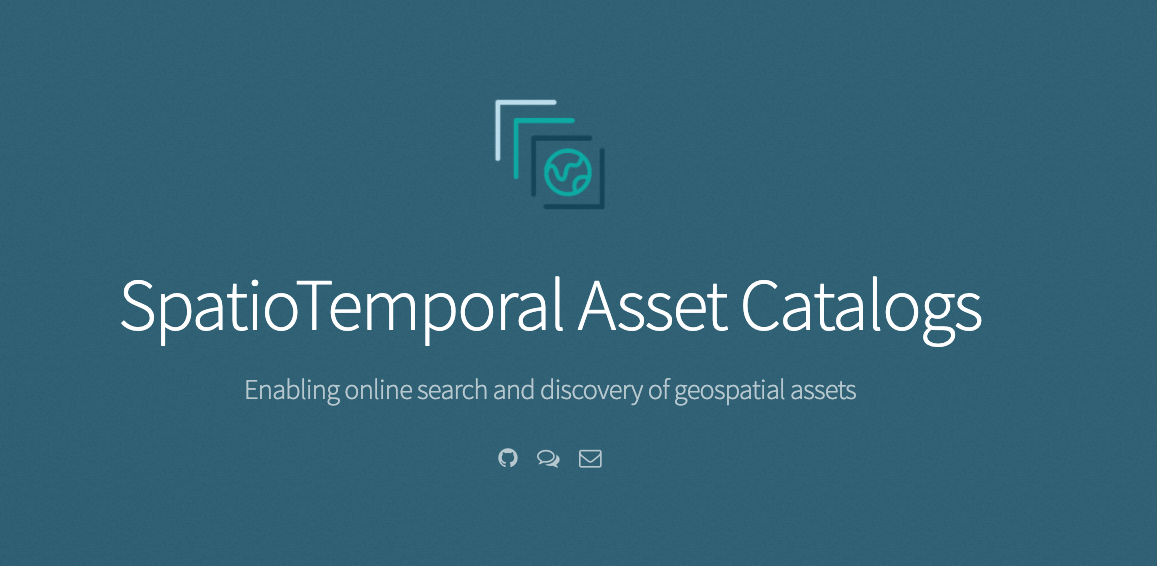 SpatioTemporal Asset Catalogs
Enabling online search and discovery of geospatial assets